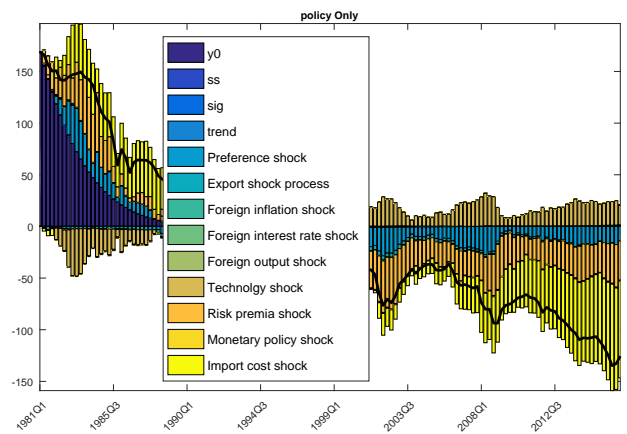 policy Only
150
100
50
0
-50
-100
-150
y0
ss
sig
trend
Preference shock
Export shock process
Foreign inflation shock
Foreign interest rate shock
Foreign output shock
Technolgy shock
Risk premia shock
Monetary policy shock
Import cost shock
1981Q1
1985Q3
1990Q1
1994Q3
1999Q1
2003Q3
2008Q1
2012Q3